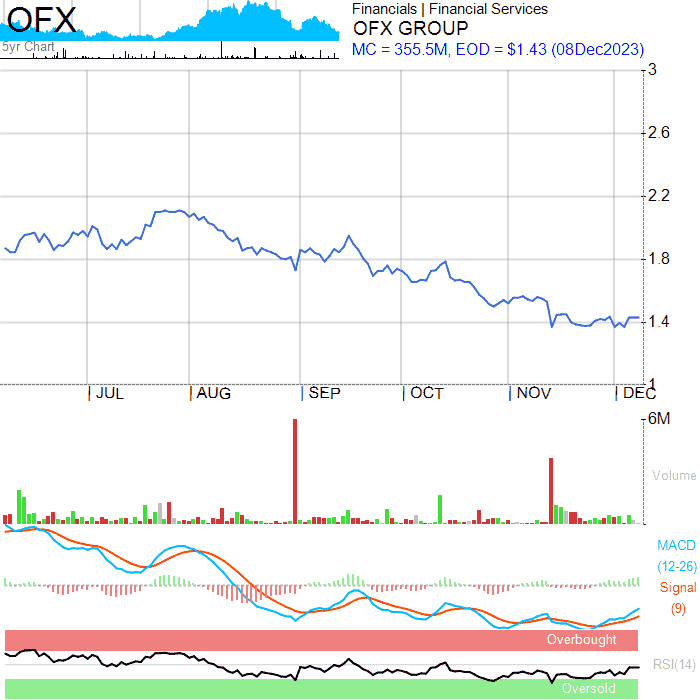 OFX
5yr Chart
Financials | Financial Services
OFX GROUP
MC = 355.5M, EOD = $1.43 (08Dec2023)
3
2.6
2.2
1.8
1.4
1
JUL
AUG
SEP
OCT
NOV
DEC
6M
Volume
MACD
(12-26)
Signal
(9)
Overbought
RSI(14)
Oversold